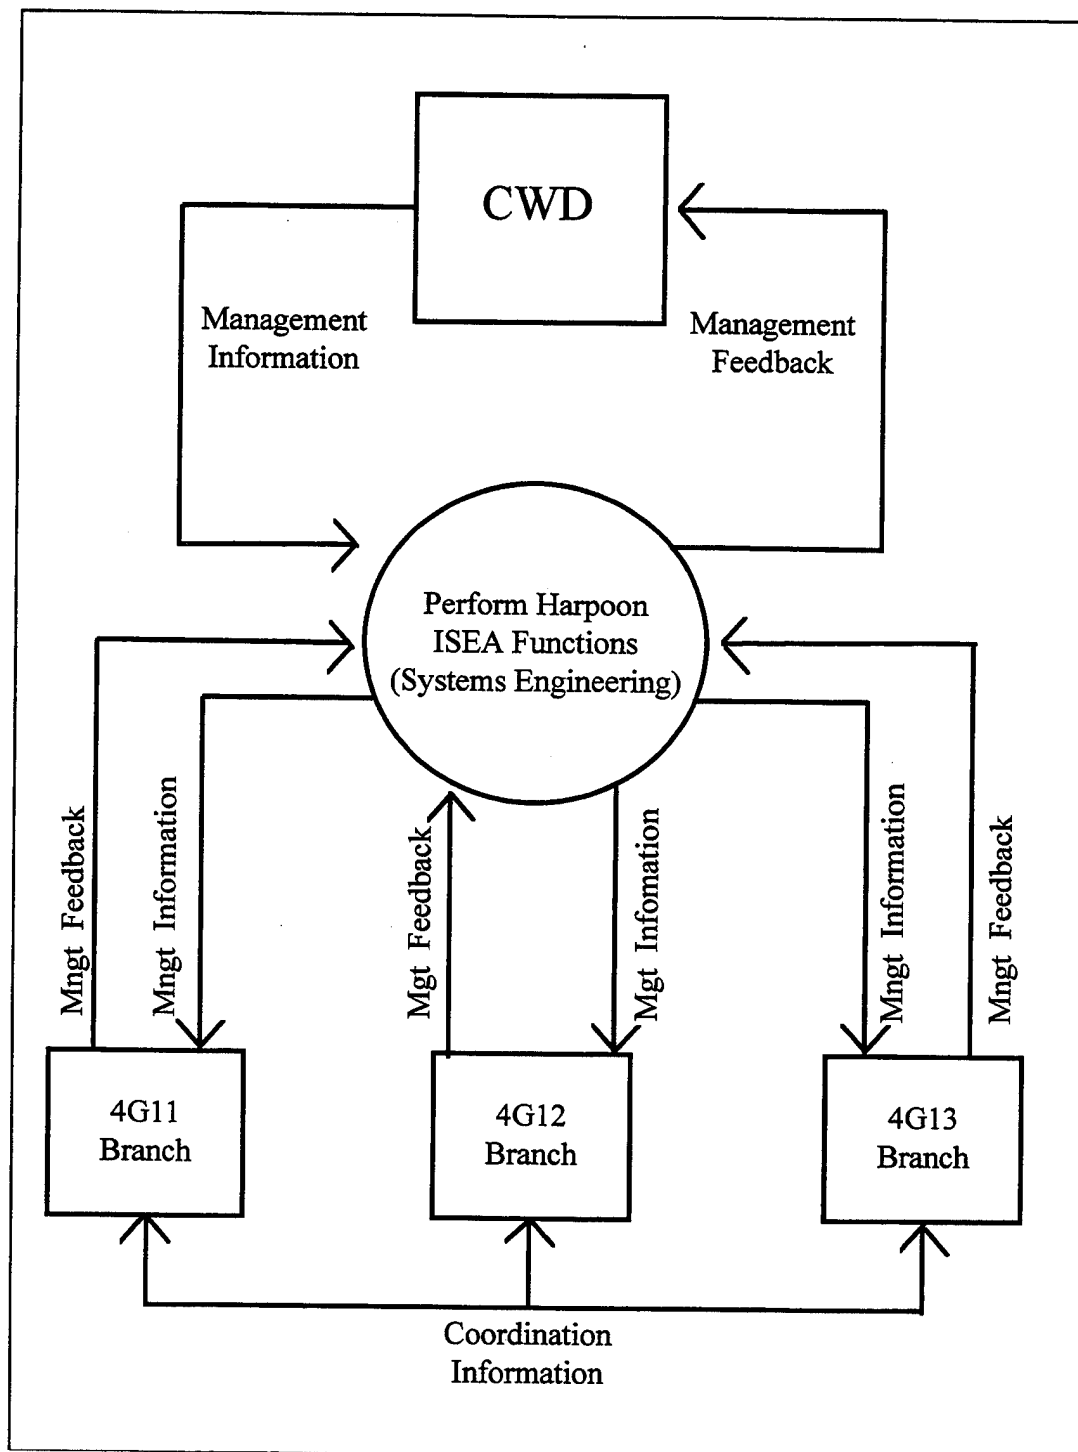 CWD
Management
Information
Management
Feedback
Perform Harpoon
ISEA Functions
(Systems Engineering)
Mngt Feedback
Mngt Information
Mgt Feedback
Mgt Infomation
Mngt Information
Mngt Feedback
4G11
Branch
4G12
Branch
4G13
Branch
Coordination
Information